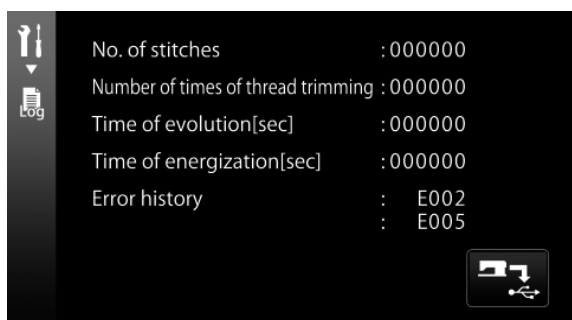 No. of stitches :000000
Number of times of thread trimming :000000
Log
Time of evolution[sec] :000000
Time of energization[sec] :000000
Error history : E002
: E005